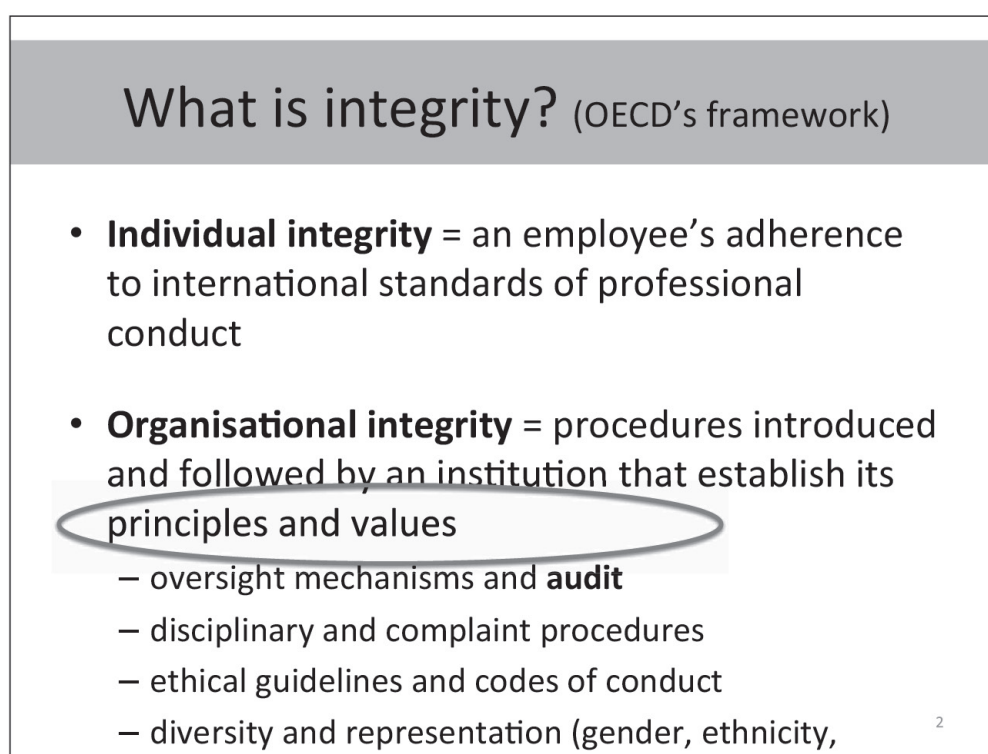 What is integrity? (OECD's framework)
• Individual integrity = an employee's adherence
to international standards of professional
conduct
• Organisational integrity = procedures introduced
and followed by an institution that establish its
principles and values
– oversight mechanisms and audit
– disciplinary and complaint procedures
– ethical guidelines and codes of conduct
– diversity and representation (gender, ethnicity,
2